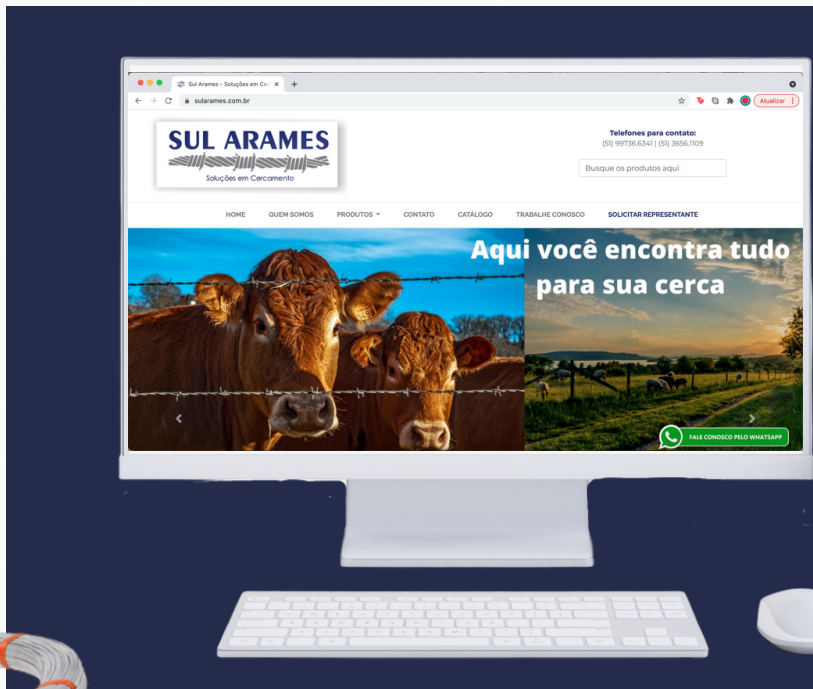 Sul Arames - Soluções em Cer
sularames.com.br
Atualizar
SUL ARAMES
Soluções em Cercamento
Telefones para contato:
(51) 99736.6341 | (51) 3656.1109
Busque os produtos aqui
HOME QUEM SOMOS PRODUTOS CONTATO CATÁLOGO TRABALHE CONOSCO SOLICITAR REPRESENTANTE
Aqui você encontra tudo
para sua cerca
FALE CONOSCO PELO WHATSAPP